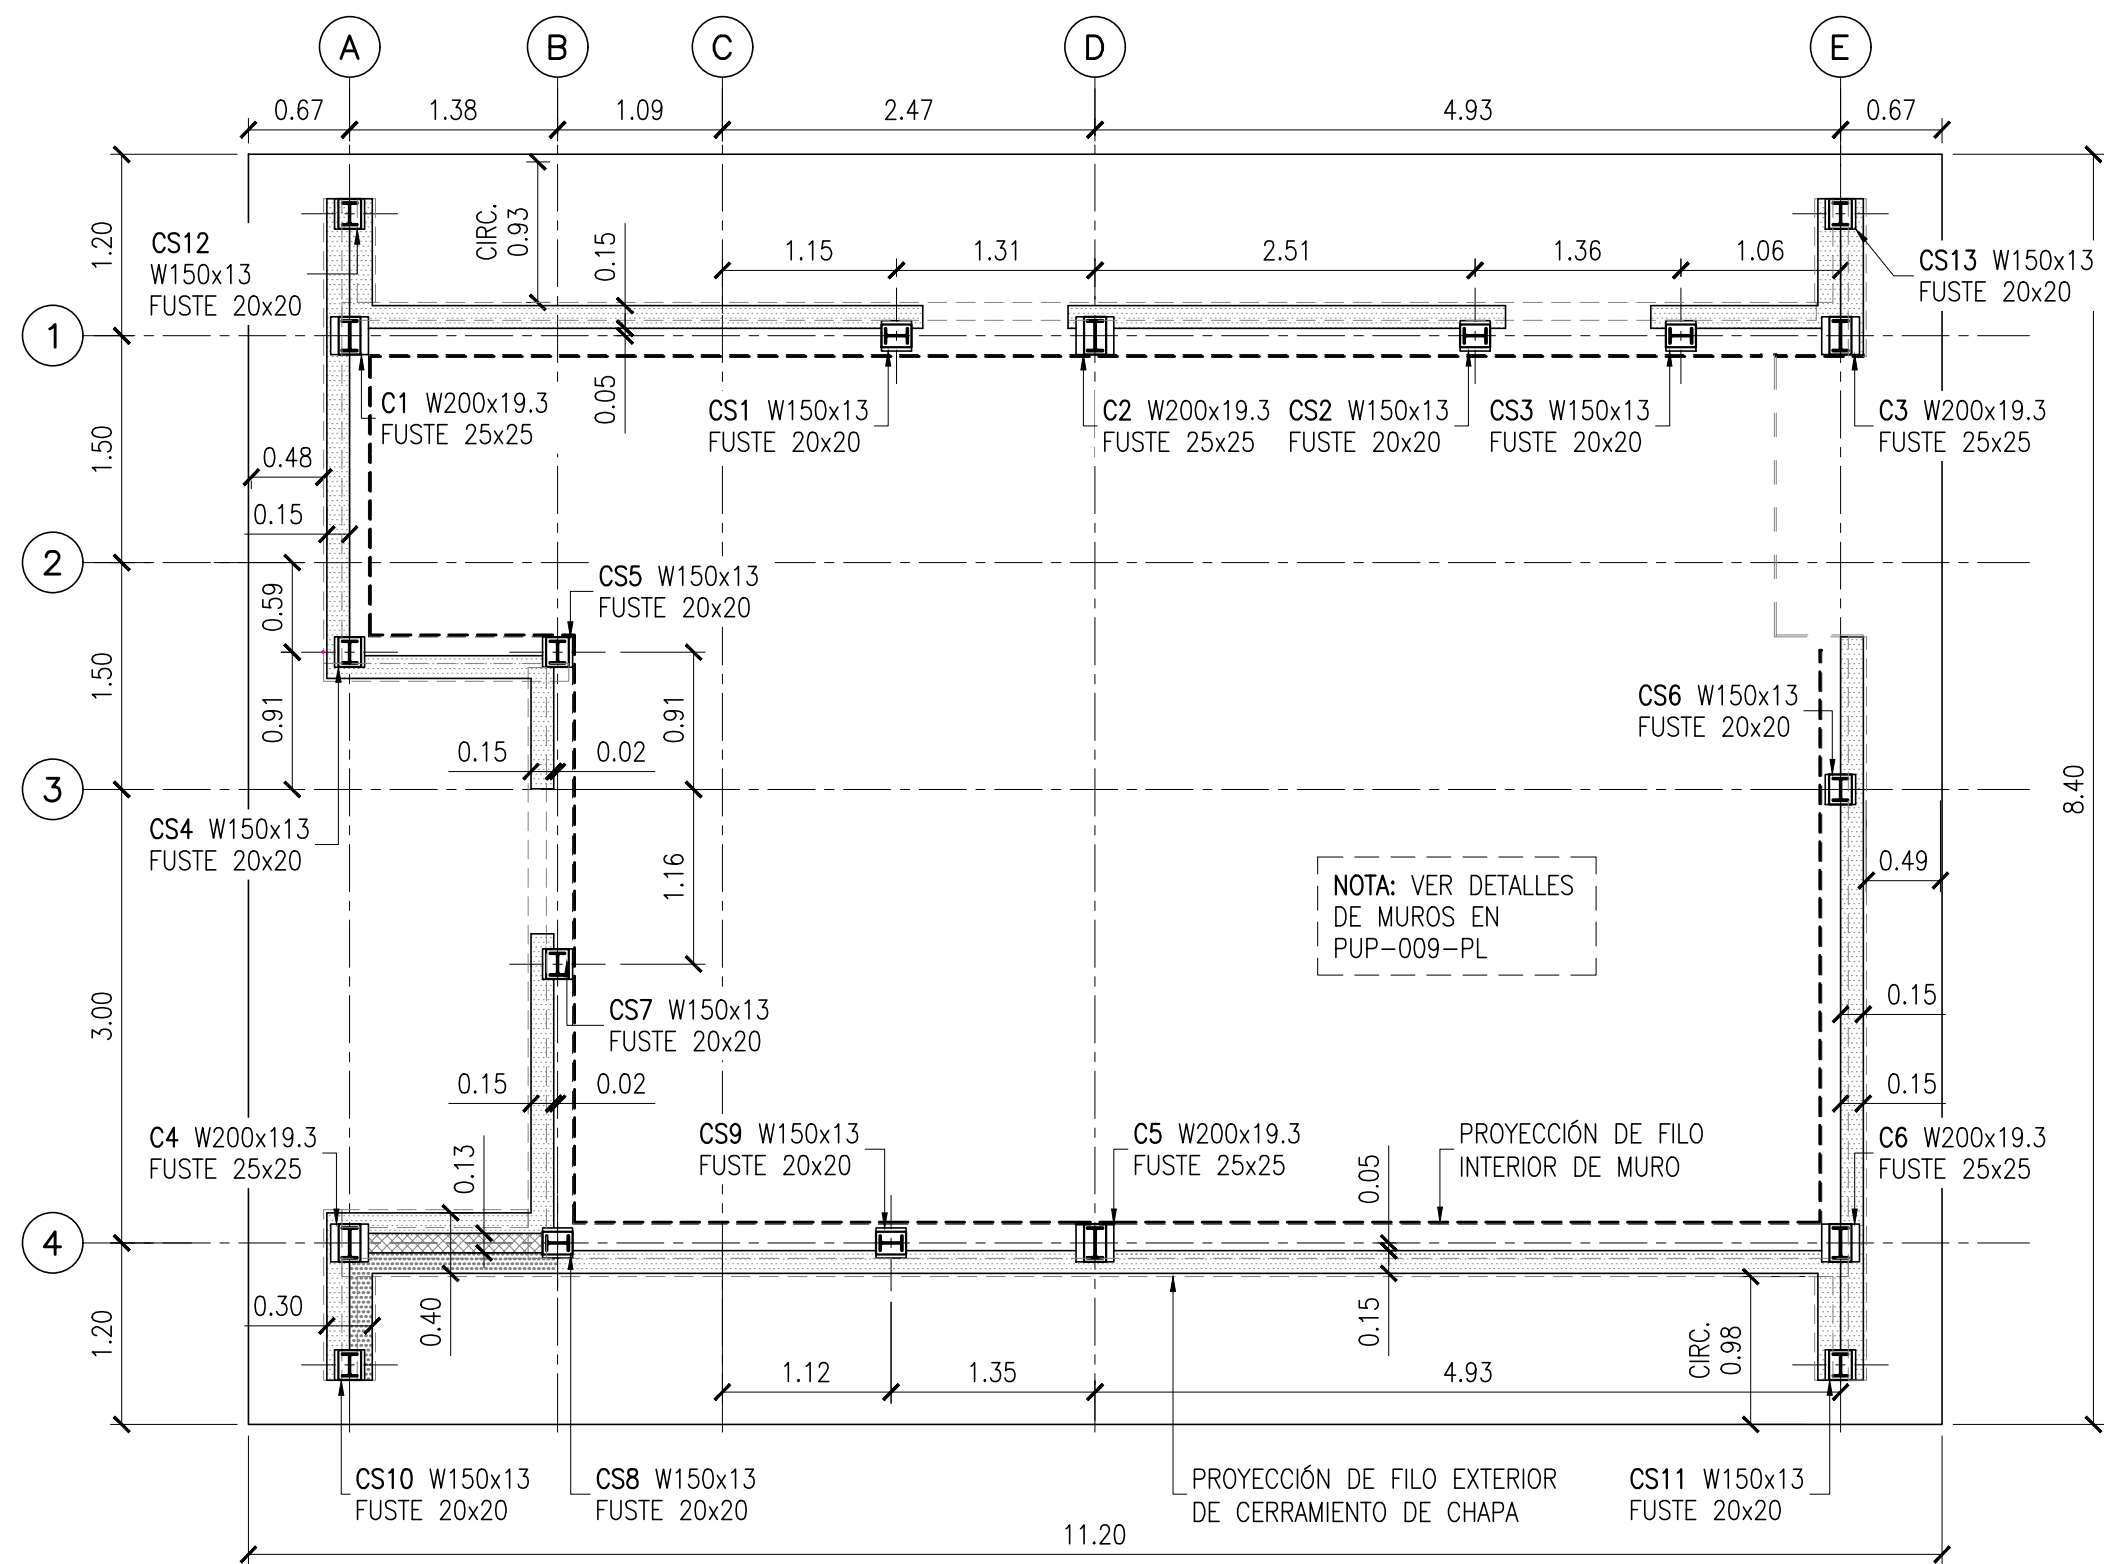 A
B
C
D
E
0.67
1.38
1.09
2.47
4.93
0.67
1.20
1.50
1.50
3.00
1.20
1
2
3
4
8.40
CIRC.
0.93
0.15
0.05
1.15
1.31
2.51
1.36
1.06
CS12
W150x13
FUSTE 20x20
CS13 W150x13
FUSTE 20x20
C1 W200x19.3
FUSTE 25x25
CS1 W150x13
FUSTE 20x20
C2 W200x19.3
FUSTE 25x25
CS2 W150x13
FUSTE 20x20
CS3 W150x13
FUSTE 20x20
C3 W200x19.3
FUSTE 25x25
0.48
0.15
0.59
0.91
CS5 W150x13
FUSTE 20x20
0.91
1.16
0.15
0.02
CS6 W150x13
FUSTE 20x20
CS4 W150x13
FUSTE 20x20
NOTA: VER DETALLES
DE MUROS EN
PUP-009-PL
0.49
0.15
CS7 W150x13
FUSTE 20x20
0.15
0.02
0.15
C4 W200x19.3
FUSTE 25x25
0.13
CS9 W150x13
FUSTE 20x20
C5 W200x19.3
FUSTE 25x25
0.05
PROYECCIÓN DE FILO
INTERIOR DE MURO
C6 W200x19.3
FUSTE 25x25
0.30
0.40
0.15
CIRC.
0.98
1.12
1.35
4.93
CS10 W150x13
FUSTE 20x20
CS8 W150x13
FUSTE 20x20
PROYECCIÓN DE FILO EXTERIOR
DE CERRAMIENTO DE CHAPA
CS11 W150x13
FUSTE 20x20
11.20